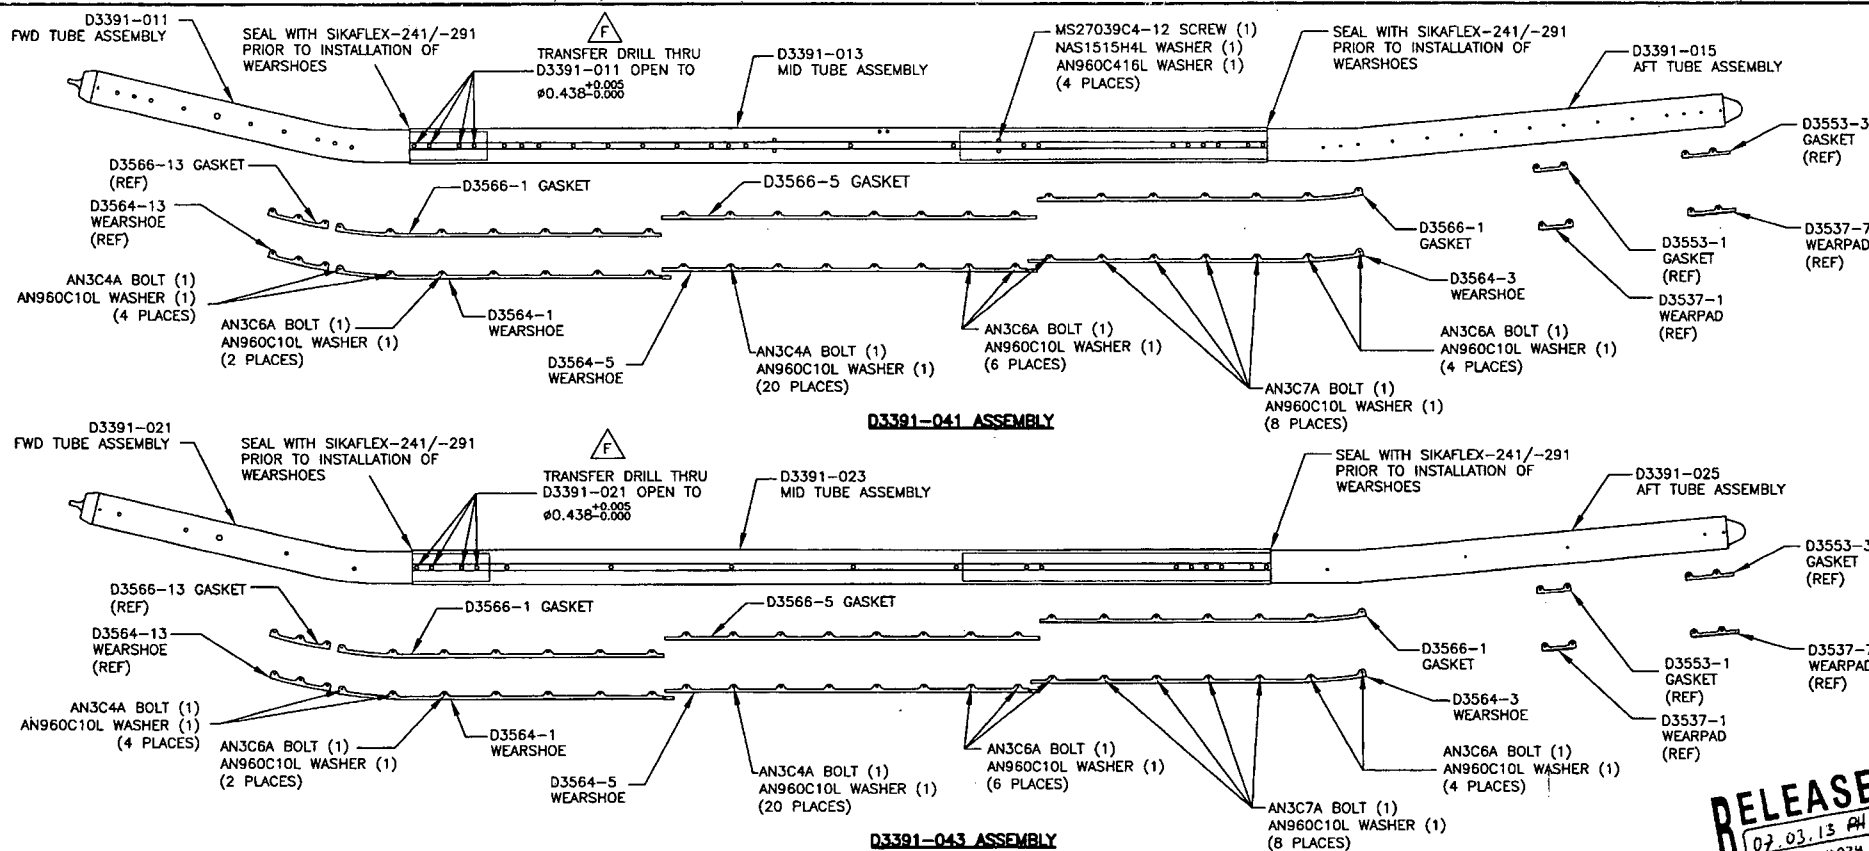 D3391-011
FWD TUBE ASSEMBLY
SEAL WITH SIKAFLEX-241/-291
PRIOR TO INSTALLATION OF
WEARSHOES
F
TRANSFER DRILL THRU
D3391-011 OPEN TO
ø0.438+0.005-0.000
D3391-013
MID TUBE ASSEMBLY
MS27039C4-12 SCREW (1)
NAS1515H4L WASHER (1)
AN960C416L WASHER (1)
(4 PLACES)
SEAL WITH SIKAFLEX-241/-291
PRIOR TO INSTALLATION OF
WEARSHOES
D3391-015
AFT TUBE ASSEMBLY
D3553-3
GASKET
(REF)
D3566-13 GASKET
(REF)
D3566-1 GASKET
D3566-5 GASKET
D3564-13
WEARSHOE
(REF)
D3566-1
GASKET
D3553-1
GASKET
(REF)
D3537-7
WEARPAD
(REF)
AN3C4A BOLT (1)
AN960C10L WASHER (1)
(4 PLACES)
D3564-3
WEARSHOE
D3537-1
WEARPAD
(REF)
AN3C6A BOLT (1)
AN960C10L WASHER (1)
(2 PLACES)
D3564-1
WEARSHOE
D3564-5
WEARSHOE
AN3C4A BOLT (1)
AN960C10L WASHER (1)
(20 PLACES)
AN3C6A BOLT (1)
AN960C10L WASHER (1)
(6 PLACES)
AN3C6A BOLT (1)
AN960C10L WASHER (1)
(4 PLACES)
AN3C7A BOLT (1)
AN960C10L WASHER (1)
(8 PLACES)
D3391-041 ASSEMBLY
D3391-021
FWD TUBE ASSEMBLY
SEAL WITH SIKAFLEX-241/-291
PRIOR TO INSTALLATION OF
WEARSHOES
F
TRANSFER DRILL THRU
D3391-021 OPEN TO
ø0.438+0.005-0.000
D3391-023
MID TUBE ASSEMBLY
SEAL WITH SIKAFLEX-241/-291
PRIOR TO INSTALLATION OF
WEARSHOES
D3391-025
AFT TUBE ASSEMBLY
D3553-3
GASKET
(REF)
D3566-13 GASKET
(REF)
D3566-1 GASKET
D3566-5 GASKET
D3564-13
WEARSHOE
(REF)
D3566-1
GASKET
D3553-1
GASKET
(REF)
D3537-7
WEARPAD
(REF)
AN3C4A BOLT (1)
AN960C10L WASHER (1)
(4 PLACES)
D3564-3
WEARSHOE
D3537-1
WEARPAD
(REF)
AN3C6A BOLT (1)
AN960C10L WASHER (1)
(2 PLACES)
D3564-1
WEARSHOE
D3564-5
WEARSHOE
AN3C4A BOLT (1)
AN960C10L WASHER (1)
(20 PLACES)
AN3C6A BOLT (1)
AN960C10L WASHER (1)
(6 PLACES)
AN3C6A BOLT (1)
AN960C10L WASHER (1)
(4 PLACES)
AN3C7A BOLT (1)
AN960C10L WASHER (1)
(8 PLACES)
D3391-043 ASSEMBLY
RELEASE
07.03.13